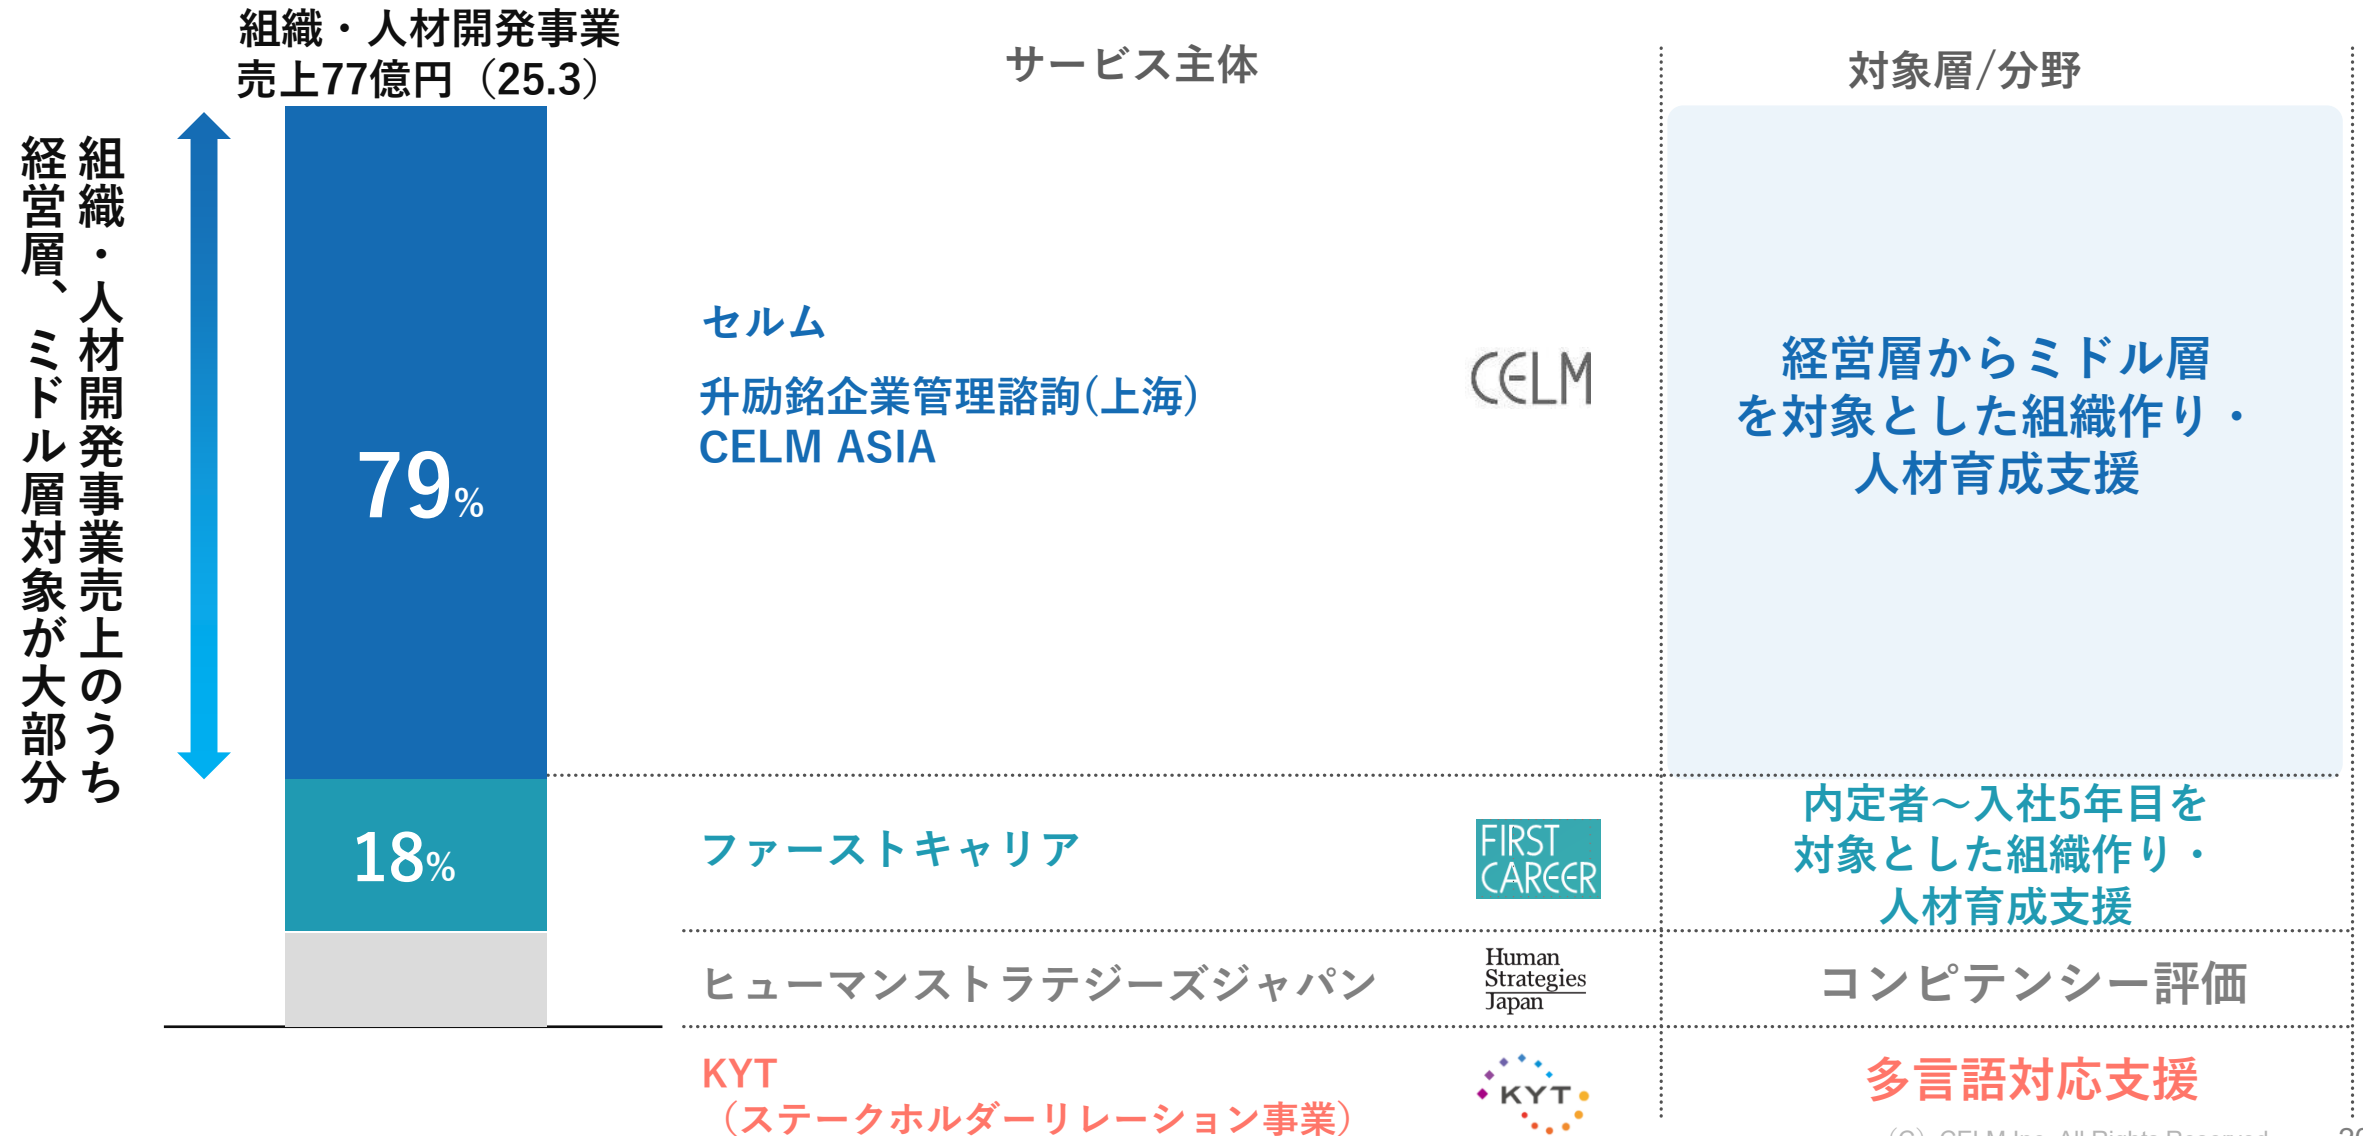 組織・人材開発事業
売上77億円（25.3）
サービス主体
対象層/分野
組織・人材開発事業売上のうち
経営層、ミドル層対象が大部分
79%
セルム
升励銘企業管理諮詢(上海)
CELM ASIA
CELM
経営層からミドル層
を対象とした組織作り・
人材育成支援
18%
ファーストキャリア
FIRST
CAREER
内定者～入社5年目を
対象とした組織作り・
人材育成支援
ヒューマンストラテジーズジャパン
Human
Strategies
Japan
コンピテンシー評価
KYT
（ステークホルダーリレーション事業）
KYT
多言語対応支援